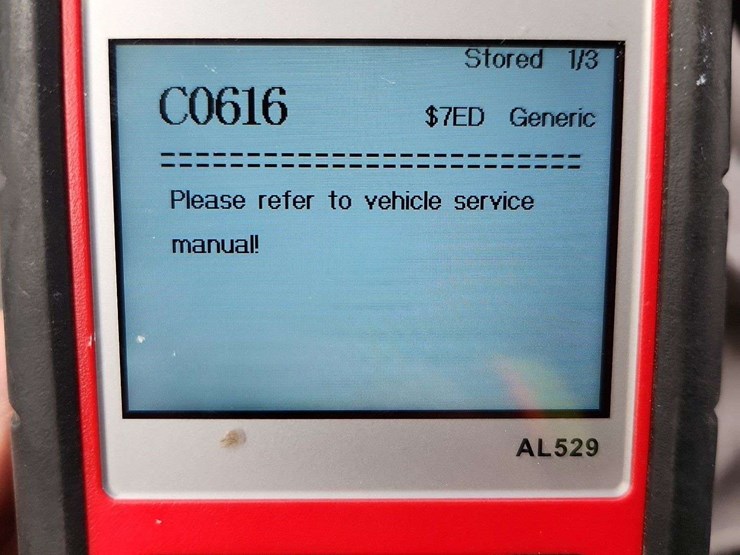 Stored 1/3
C0616 $7ED Generic
==========================
Please refer to vehicle service
manual!
AL529